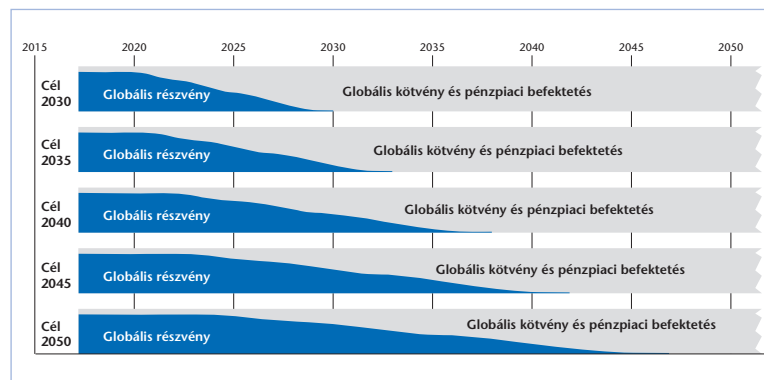 2015 2020 2025 2030 2035 2040 2045 2050
Cél
2030
Globális részvény
Globális kötvény és pénzpiaci befektetés
Cél
2035
Globális részvény
Globális kötvény és pénzpiaci befektetés
Cél
2040
Globális részvény
Globális kötvény és pénzpiaci befektetés
Cél
2045
Globális részvény
Globális kötvény és pénzpiaci befektetés
Cél
2050
Globális részvény
Globális kötvény és pénzpiaci befektetés